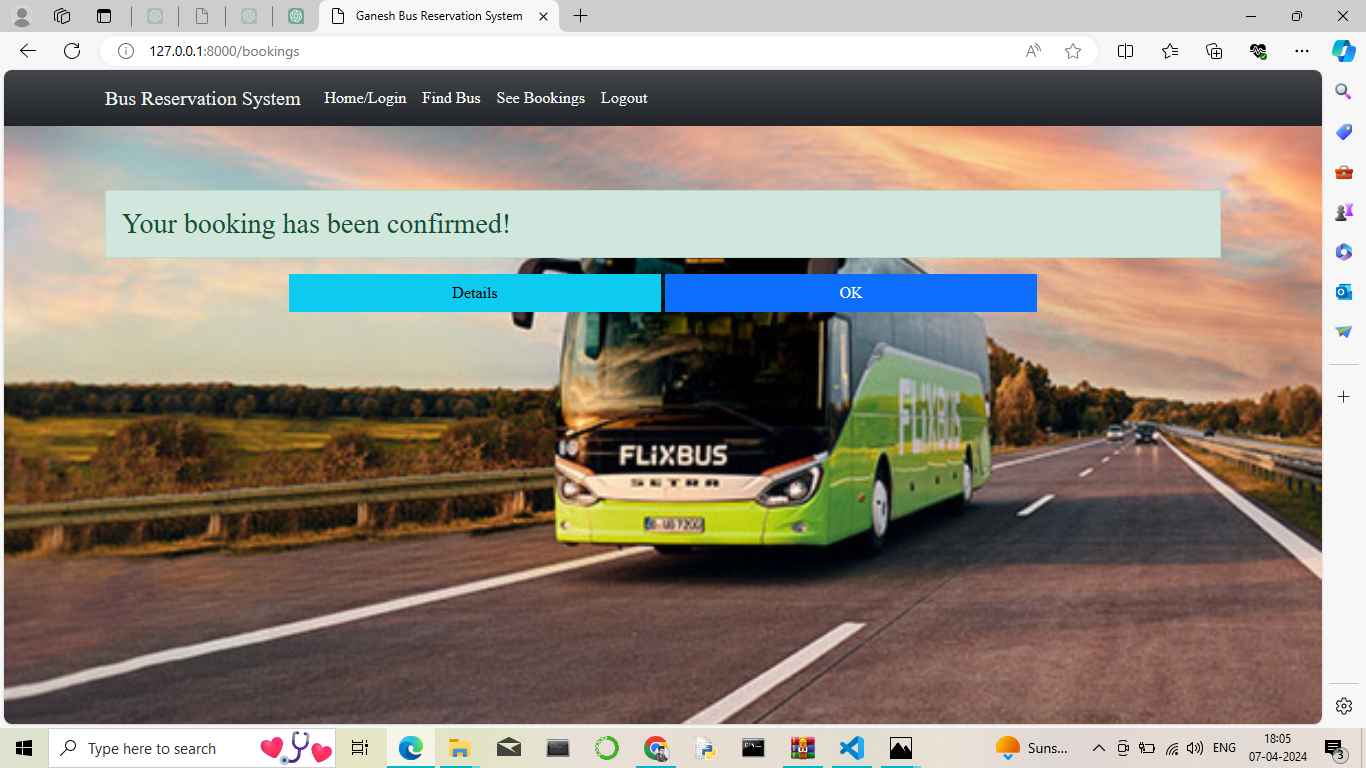 Ganesh Bus Reservation System
127.0.0.1:8000/bookings
Bus Reservation System Home/Login Find Bus See Bookings Logout
Your booking has been confirmed!
Details OK
FLIXBUS
FLiXBUS
SETRA
Type here to search
Suns...
ENG
18:05
07-04-2024
3